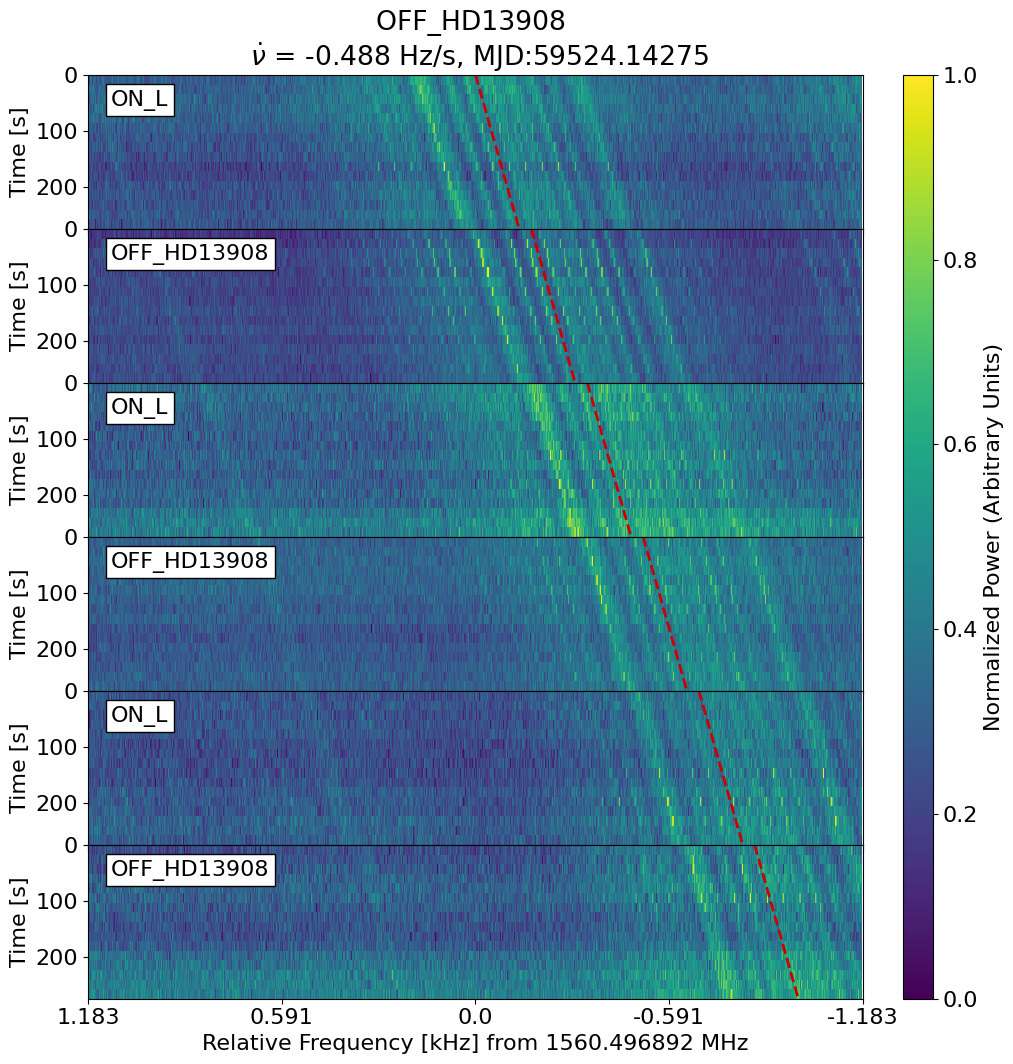 OFF_HD13908
ν̇ = -0.488 Hz/s, MJD:59524.14275
ON_L
OFF_HD13908
ON_L
OFF_HD13908
ON_L
OFF_HD13908
Time [s]
0
100
200
Time [s]
0
100
200
Time [s]
0
100
200
Time [s]
0
100
200
Time [s]
0
100
200
Time [s]
0
100
200
1.183 0.591 0.0 -0.591 -1.183
Relative Frequency [kHz] from 1560.496892 MHz
1.0
0.8
0.6
0.4
0.2
0.0
Normalized Power (Arbitrary Units)